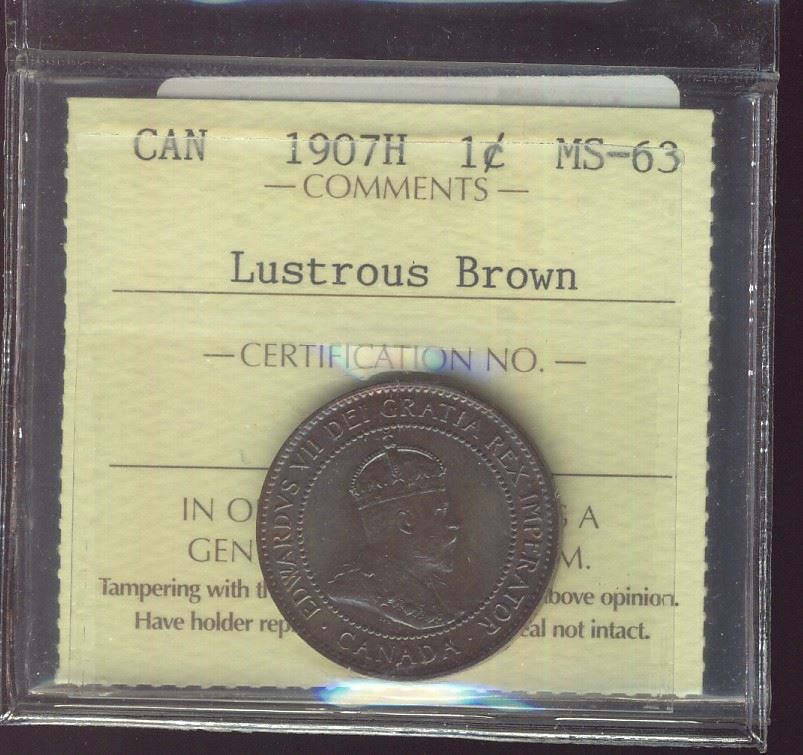 CAN 1907H 1¢ MS-63
— COMMENTS —
Lustrous Brown
— CERTIFICATION NO. —
EDWARDVS VII DEI GRATIA REX IMPERATOR
· CANADA ·
IN O S A
GEN M.
Tampering with th bove opinion.
Have holder rep eal not intact.